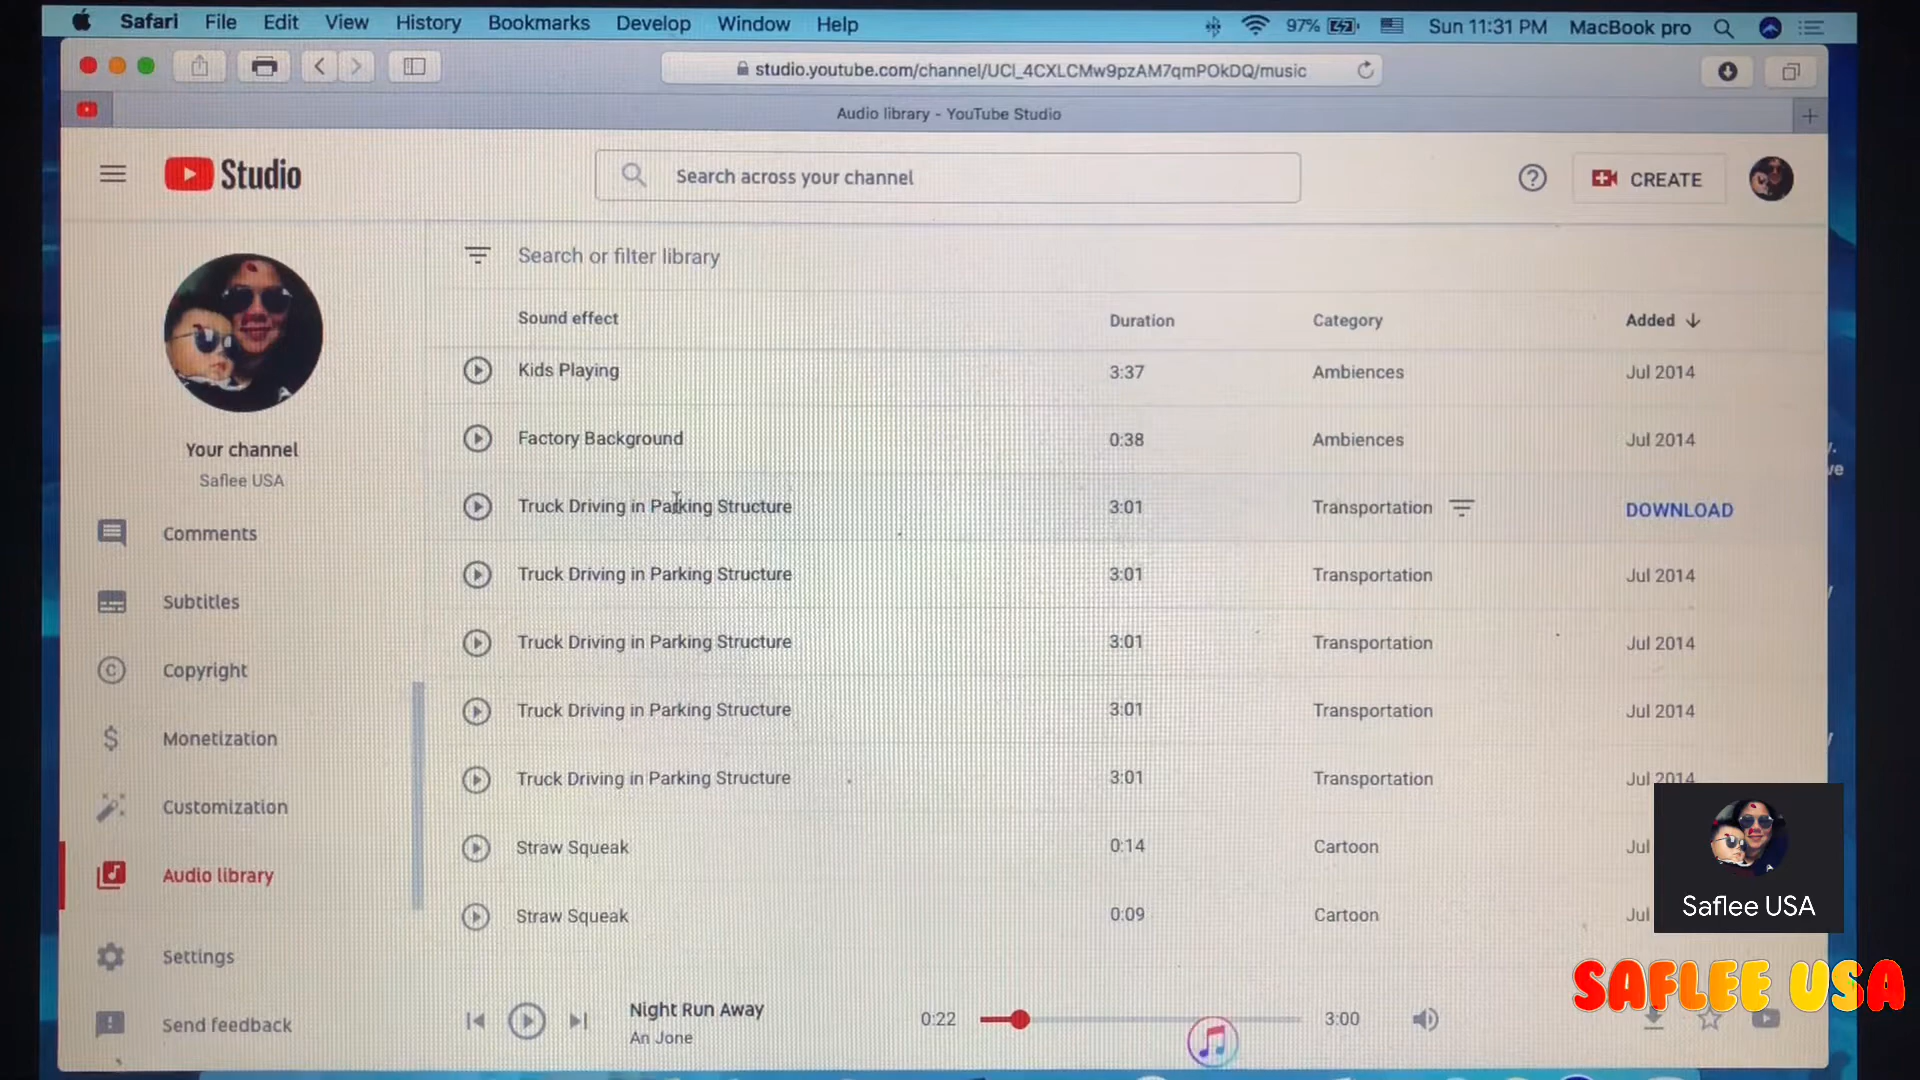 Safari File Edit View History Bookmarks Develop Window Help 97% Sun 11:31 PM MacBook pro
studio.youtube.com/channel/UCl_4CXLCMw9pzAM7qmPOkDQ/music
Audio library - YouTube Studio
Studio Search across your channel CREATE
Search or filter library
Sound effect Duration Category Added
Kids Playing 3:37 Ambiences Jul 2014
Factory Background 0:38 Ambiences Jul 2014
Truck Driving in Parking Structure 3:01 Transportation DOWNLOAD
Truck Driving in Parking Structure 3:01 Transportation Jul 2014
Truck Driving in Parking Structure 3:01 Transportation Jul 2014
Truck Driving in Parking Structure 3:01 Transportation Jul 2014
Truck Driving in Parking Structure 3:01 Transportation Jul 2014
Straw Squeak 0:14 Cartoon Jul
Straw Squeak 0:09 Cartoon Jul
Your channel
Saflee USA
Comments
Subtitles
Copyright
Monetization
Customization
Audio library
Settings
Send feedback
Night Run Away
An Jone
0:22 3:00
Saflee USA
SAFLEE USA